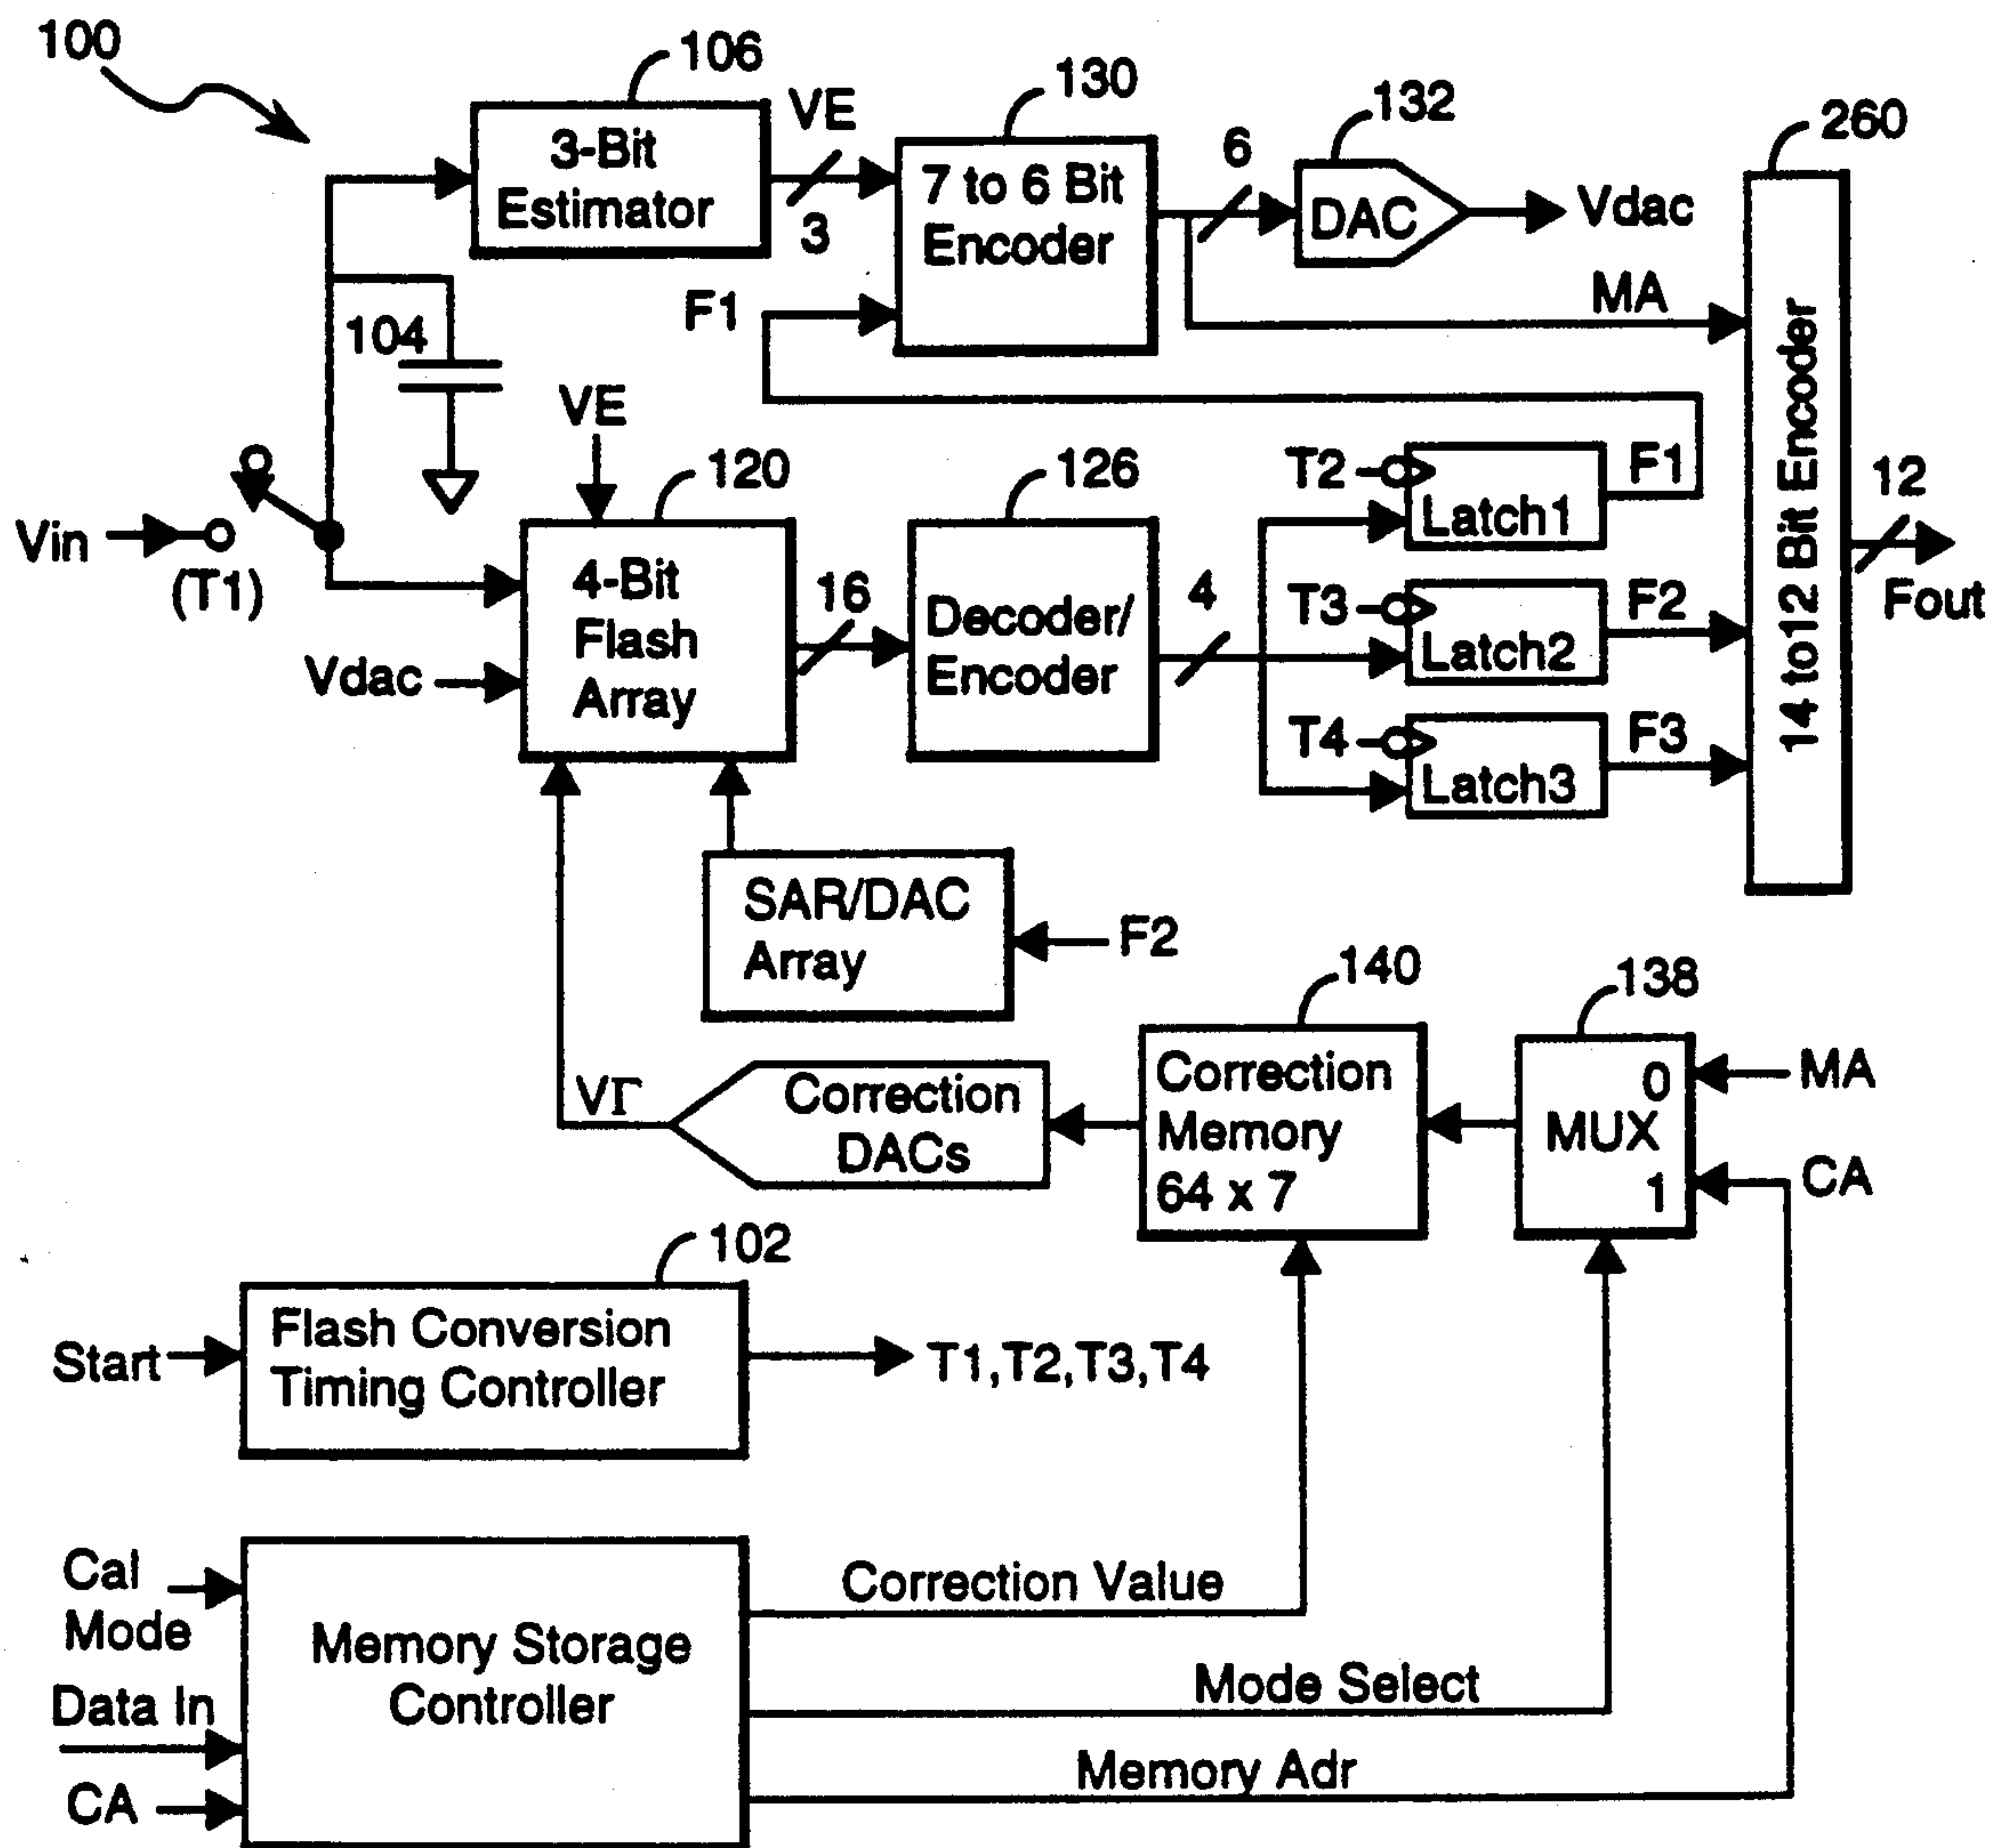 100
106
3-Bit
Estimator
VE
3
130
7 to 6 Bit
Encoder
6
132
DAC
Vdac
260
14 to12 Bit Encoder
MA
F1
104
VE
120
126
T2
Latch1
F1
12
Fout
Vin
(T1)
4-Bit
Flash
Array
16
Decoder/
Encoder
4
T3
Latch2
F2
Vdac
T4
Latch3
F3
SAR/DAC
Array
F2
140
138
Correction
Memory
64 x 7
0
MUX
1
MA
CA
VΓ
Correction
DACs
102
Start
Flash Conversion
Timing Controller
T1,T2,T3,T4
Cal
Mode
Data In
CA
Memory Storage
Controller
Correction Value
Mode Select
Memory Adr